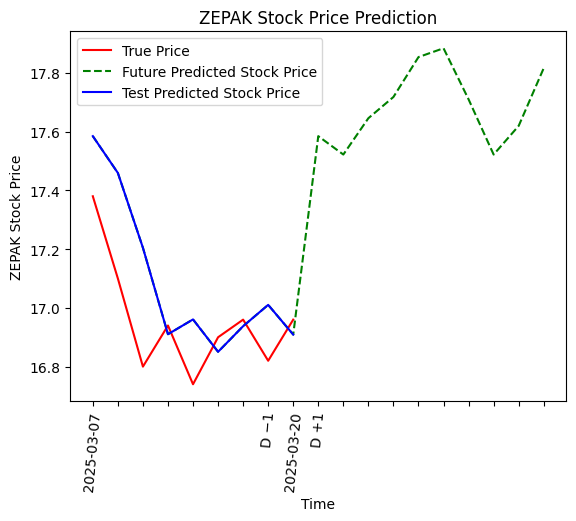 ZEPAK Stock Price Prediction
True Price
Future Predicted Stock Price
Test Predicted Stock Price
ZEPAK Stock Price
17.8
17.6
17.4
17.2
17.0
16.8
2025-03-07
D −1
2025-03-20
D +1
Time